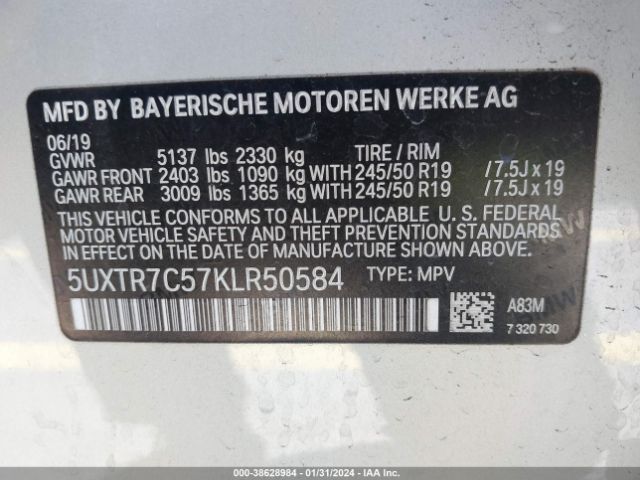 MFD BY BAYERISCHE MOTOREN WERKE AG
06/19
GVWR 5137 lbs 2330 kg TIRE / RIM
GAWR FRONT 2403 lbs 1090 kg WITH 245/50 R19 /7.5J x 19
GAWR REAR 3009 lbs 1365 kg WITH 245/50 R19 /7.5J x 19
THIS VEHICLE CONFORMS TO ALL APPLICABLE U. S. FEDERAL
MOTOR VEHICLE SAFETY AND THEFT PREVENTION STANDARDS
IN EFFECT ON THE DATE OF MANUFACTURE SHOWN ABOVE.
5UXTR7C57KLR50584 TYPE: MPV
A83M
7 320 730
000-38628984 - 01/31/2024 - IAA Inc.